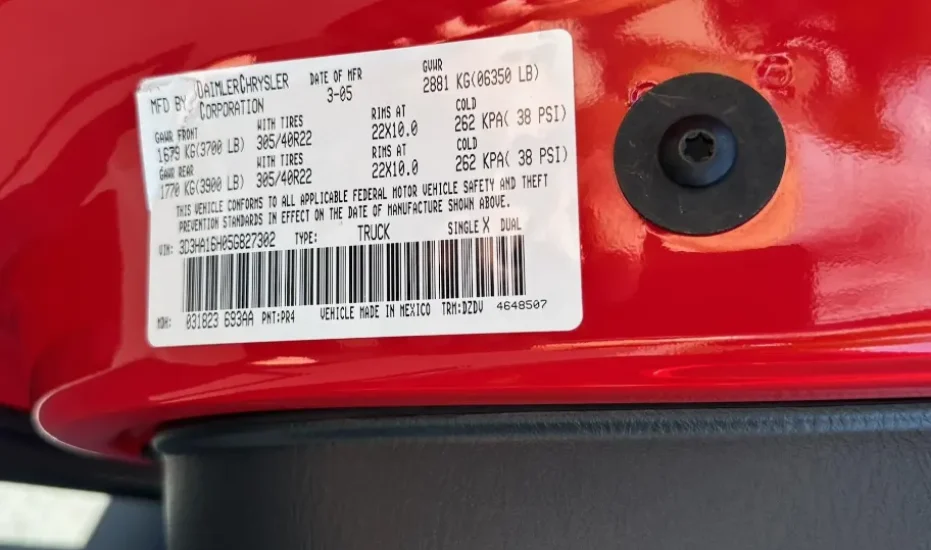 MFD BY DAIMLERCHRYSLER CORPORATION DATE OF MFR 3-05 GVWR 2881 KG(06350 LB)
GAWR FRONT WITH TIRES RIMS AT COLD
1679 KG(3700 LB) 305/40R22 22X10.0 262 KPA( 38 PSI)
GAWR REAR WITH TIRES RIMS AT COLD
1770 KG(3900 LB) 305/40R22 22X10.0 262 KPA( 38 PSI)
THIS VEHICLE CONFORMS TO ALL APPLICABLE FEDERAL MOTOR VEHICLE SAFETY AND THEFT
PREVENTION STANDARDS IN EFFECT ON THE DATE OF MANUFACTURE SHOWN ABOVE.
VIN: 3D3HA16H05G827302 TYPE: TRUCK SINGLE X DUAL
MDH: 031823 693AA PNT:PR4 VEHICLE MADE IN MEXICO TRM:DZDV 4648507